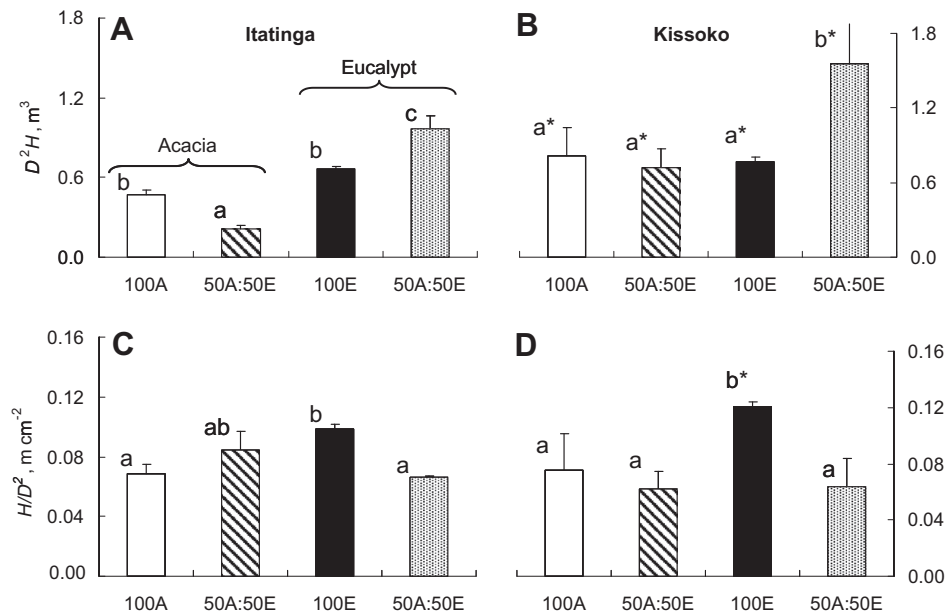 A
Itatinga
1.8
1.2
0.6
0.0
D²H, m³
Acacia
Eucalypt
b
a
b
c
100A
50A:50E
100E
50A:50E
B
Kissoko
a*
a*
a*
b*
1.8
1.2
0.6
0.0
100A
50A:50E
100E
50A:50E
C
0.16
0.12
0.08
0.04
0.00
H/D², m cm⁻²
a
ab
b
a
100A
50A:50E
100E
50A:50E
D
a
a
b*
a
0.16
0.12
0.08
0.04
0.00
100A
50A:50E
100E
50A:50E